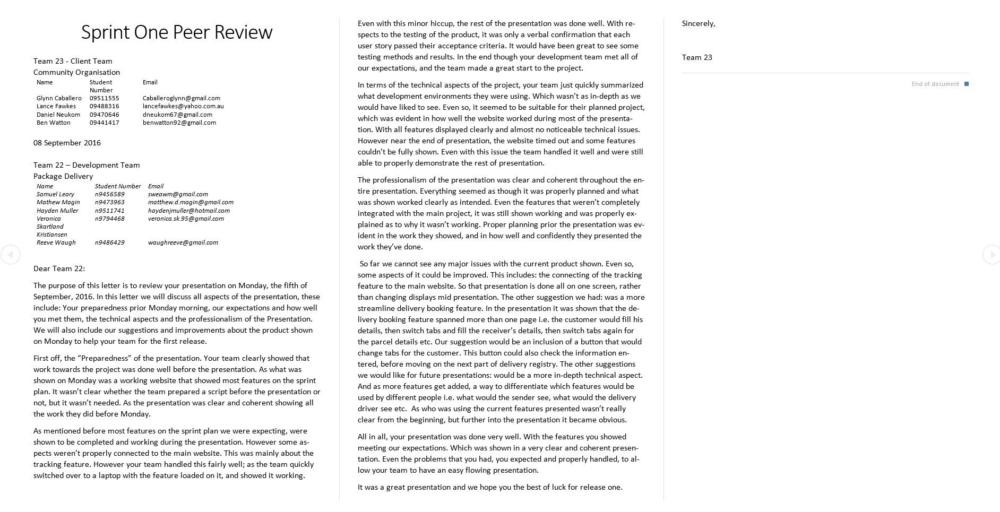 Sprint One Peer Review
Team 23 - Client Team
Community Organisation
Name Student Number Email
Glynn Caballero 09511555 Caballeroglynn@gmail.com
Lance Fawkes 09488316 lancefawkes@yahoo.com.au
Daniel Neukom 09470646 dneukom67@gmail.com
Ben Watton 09441417 benwatton92@gmail.com
08 September 2016
Team 22 – Development Team
Package Delivery
Name Student Number Email
Samuel Leary n9456589 sweawm@gmail.com
Mathew Magin n9473963 matthew.d.magin@gmail.com
Hayden Muller n9511741 haydenjmuller@hotmail.com
Veronica n9794468 veronica.sk.95@gmail.com
Skartland
Kristiansen
Reeve Waugh n9486429 waughreeve@gmail.com
Dear Team 22:
The purpose of this letter is to review your presentation on Monday, the fifth of
September, 2016. In this letter we will discuss all aspects of the presentation, these
include: Your preparedness prior Monday morning, our expectations and how well
you met them, the technical aspects and the professionalism of the Presentation.
We will also include our suggestions and improvements about the product shown
on Monday to help your team for the first release.
First off, the “Preparedness” of the presentation. Your team clearly showed that
work towards the project was done well before the presentation. As what was
shown on Monday was a working website that showed most features on the sprint
plan. It wasn’t clear whether the team prepared a script before the presentation or
not, but it wasn’t needed. As the presentation was clear and coherent showing all
the work they did before Monday.
As mentioned before most features on the sprint plan we were expecting, were
shown to be completed and working during the presentation. However some as-
pects weren’t properly connected to the main website. This was mainly about the
tracking feature. However your team handled this fairly well; as the team quickly
switched over to a laptop with the feature loaded on it, and showed it working.
Even with this minor hiccup, the rest of the presentation was done well. With re-
spects to the testing of the product, it was only a verbal confirmation that each
user story passed their acceptance criteria. It would have been great to see some
testing methods and results. In the end though your development team met all of
our expectations, and the team made a great start to the project.
In terms of the technical aspects of the project, your team just quickly summarized
what development environments they were using. Which wasn’t as in-depth as we
would have liked to see. Even so, it seemed to be suitable for their planned project,
which was evident in how well the website worked during most of the presenta-
tion. With all features displayed clearly and almost no noticeable technical issues.
However near the end of presentation, the website timed out and some features
couldn’t be fully shown. Even with this issue the team handled it well and were still
able to properly demonstrate the rest of presentation.
The professionalism of the presentation was clear and coherent throughout the en-
tire presentation. Everything seemed as though it was properly planned and what
was shown worked clearly as intended. Even the features that weren’t completely
integrated with the main project, it was still shown working and was properly ex-
plained as to why it wasn’t working. Proper planning prior the presentation was ev-
ident in the work they showed, and in how well and confidently they presented the
work they’ve done.
So far we cannot see any major issues with the current product shown. Even so,
some aspects of it could be improved. This includes: the connecting of the tracking
feature to the main website. So that presentation is done all on one screen, rather
than changing displays mid presentation. The other suggestion we had: was a more
streamline delivery booking feature. In the presentation it was shown that the de-
livery booking feature spanned more than one page i.e. the customer would fill his
details, then switch tabs and fill the receiver’s details, then switch tabs again for
the parcel details etc. Our suggestion would be an inclusion of a button that would
change tabs for the customer. This button could also check the information en-
tered, before moving on the next part of delivery registry. The other suggestions
we would like for future presentations: would be a more in-depth technical aspect.
And as more features get added, a way to differentiate which features would be
used by different people i.e. what would the sender see, what would the delivery
driver see etc.  As who was using the current features presented wasn’t really
clear from the beginning, but further into the presentation it became obvious.
All in all, your presentation was done very well. With the features you showed
meeting our expectations. Which was shown in a very clear and coherent presen-
tation. Even the problems that you had, you expected and properly handled, to al-
low your team to have an easy flowing presentation.
It was a great presentation and we hope you the best of luck for release one.
Sincerely,
Team 23
End of document